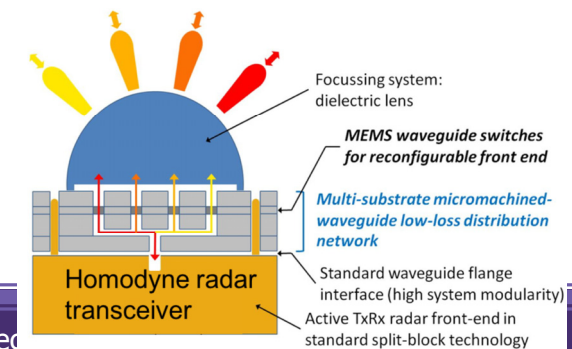 Focussing system:
dielectric lens
MEMS waveguide switches
for reconfigurable front end
Multi-substrate micromachined-
waveguide low-loss distribution
network
Standard waveguide flange
interface (high system modularity)
Homodyne radar
transceiver
Active TxRx radar front-end in
standard split-block technology